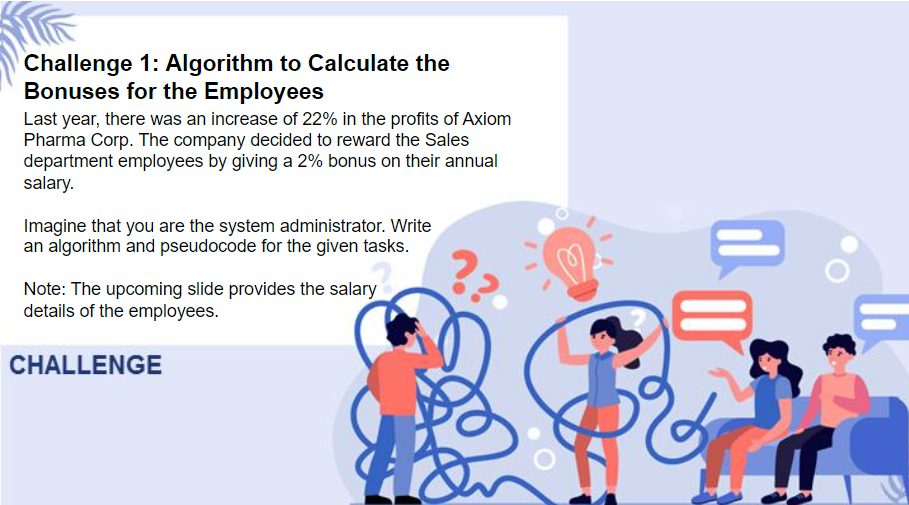 Challenge 1: Algorithm to Calculate the
Bonuses for the Employees
Last year, there was an increase of 22% in the profits of Axiom
Pharma Corp. The company decided to reward the Sales
department employees by giving a 2% bonus on their annual
salary.
Imagine that you are the system administrator. Write
an algorithm and pseudocode for the given tasks.
Note: The upcoming slide provides the salary
details of the employees.
CHALLENGE